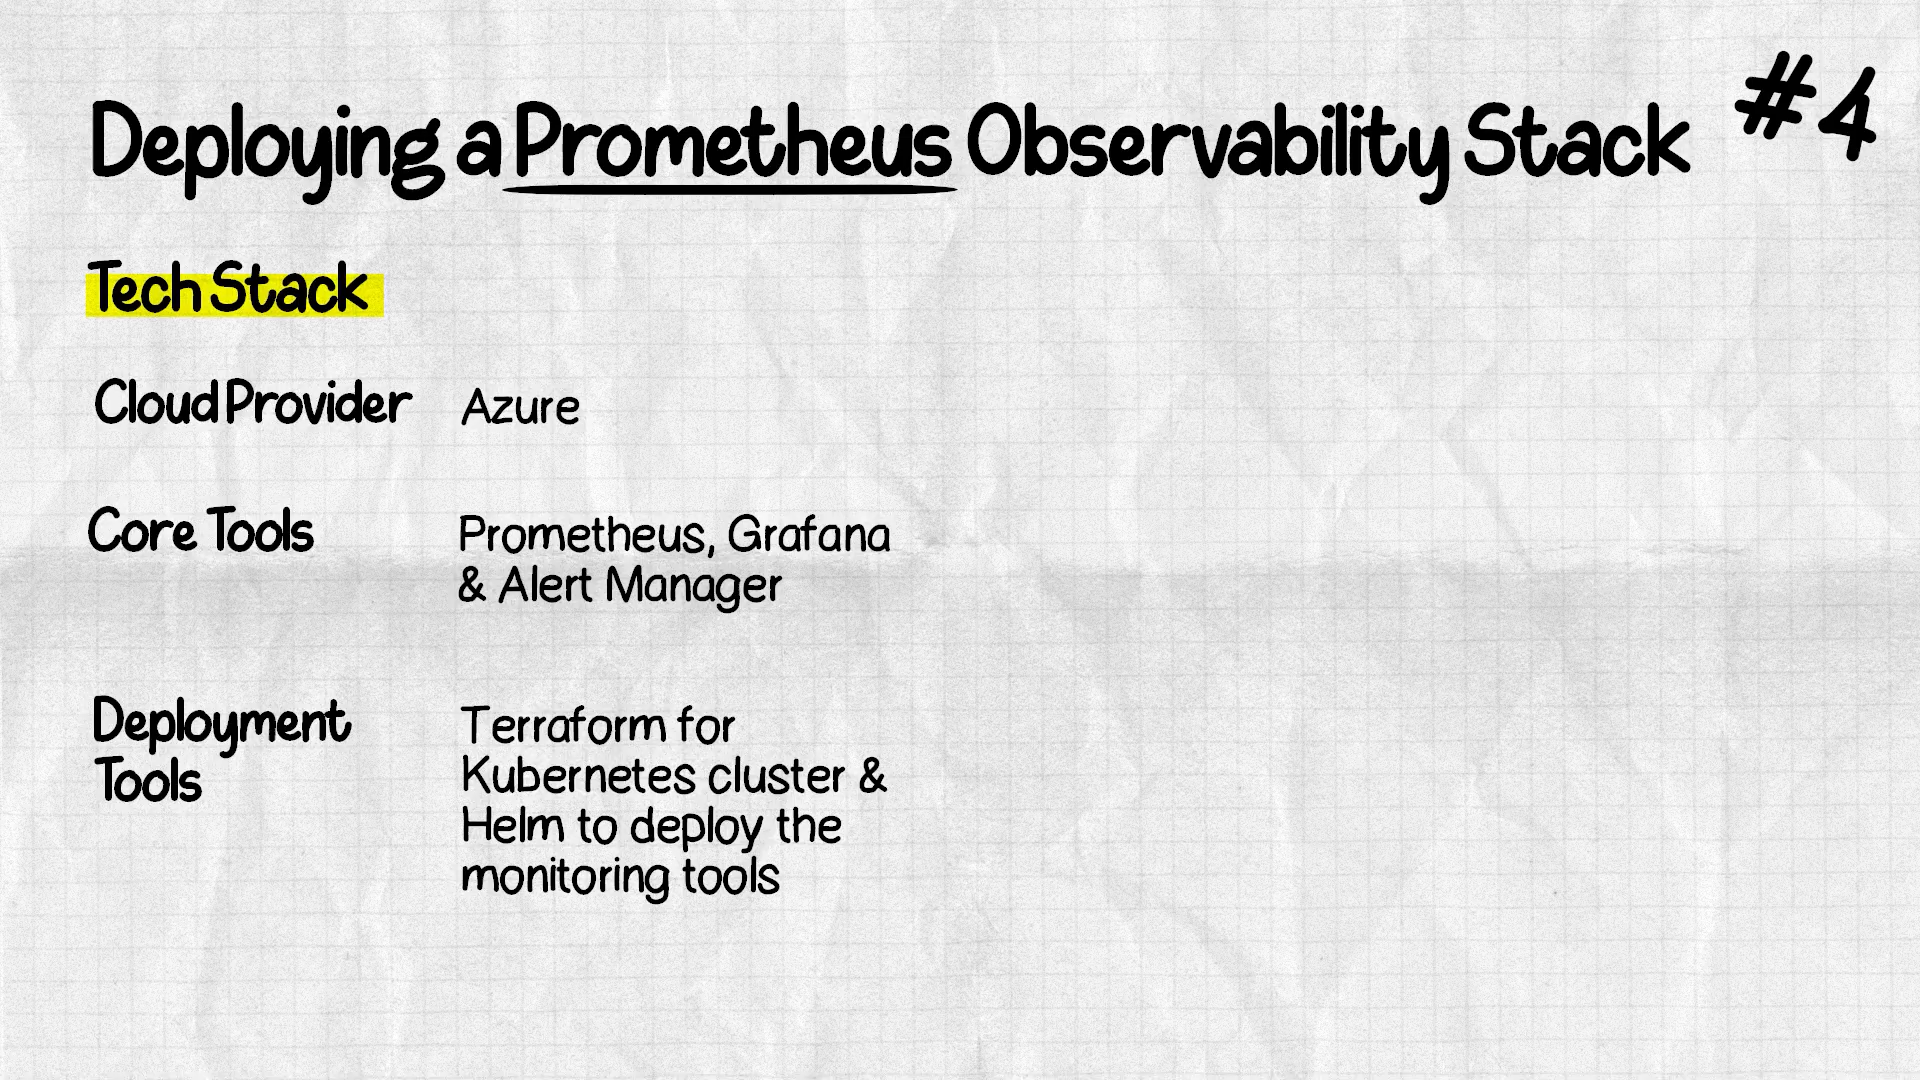 Deploying a Prometheus Observability Stack #4
Tech Stack
Cloud Provider Azure
Core Tools Prometheus, Grafana
& Alert Manager
Deployment Terraform for
Tools Kubernetes cluster &
Helm to deploy the
monitoring tools